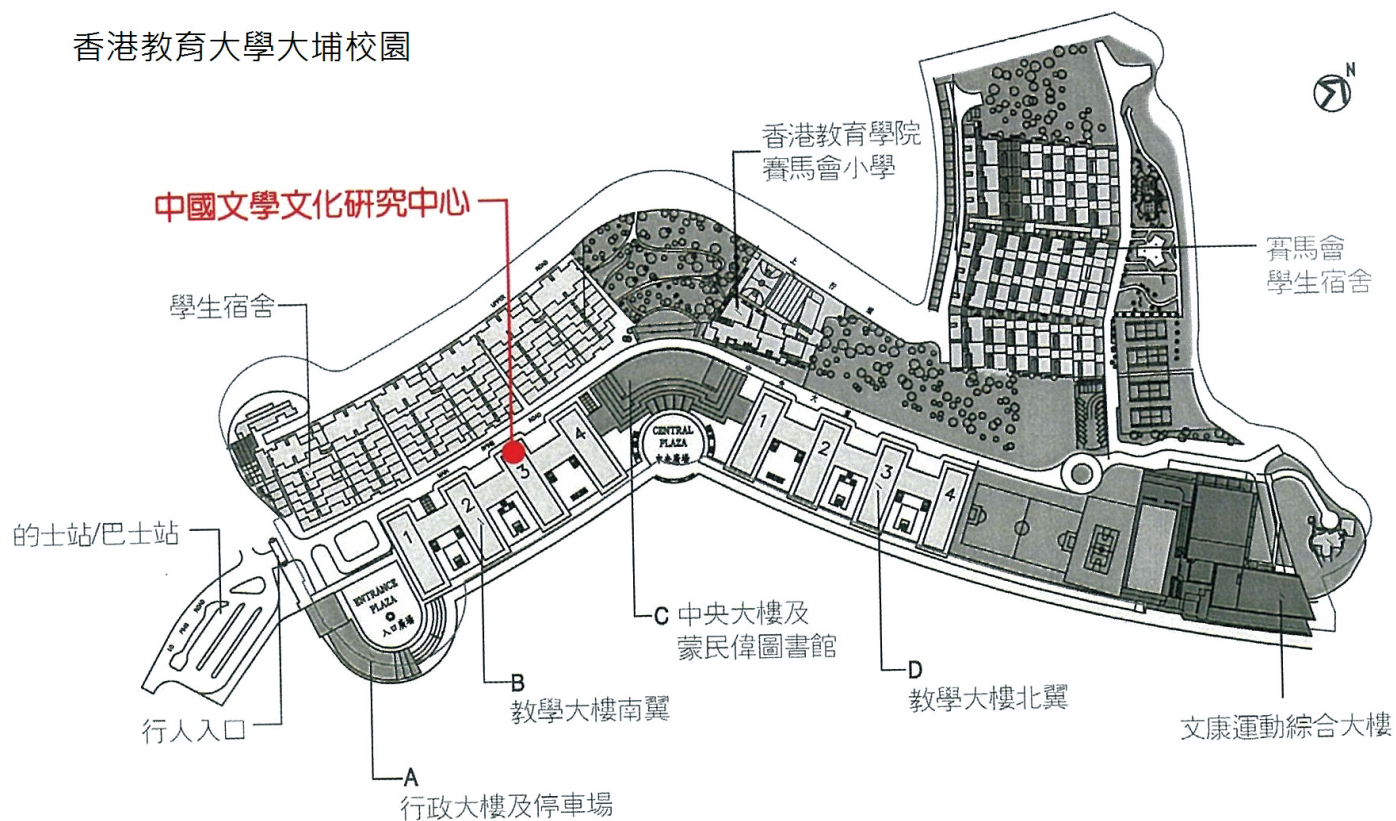 香港教育大學大埔校園
N
香港教育學院
賽馬會小學
中國文學文化研究中心
賽馬會
學生宿舍
學生宿舍
上
4
3
2
1
1
2
3
4
CENTRAL
PLAZA
中央廣場
大
的士站/巴士站
ENTRANCE
PLAZA
入口廣場
C 中央大樓及
蒙民偉圖書館
B
教學大樓南翼
D
教學大樓北翼
行人入口
文康運動綜合大樓
A
行政大樓及停車場